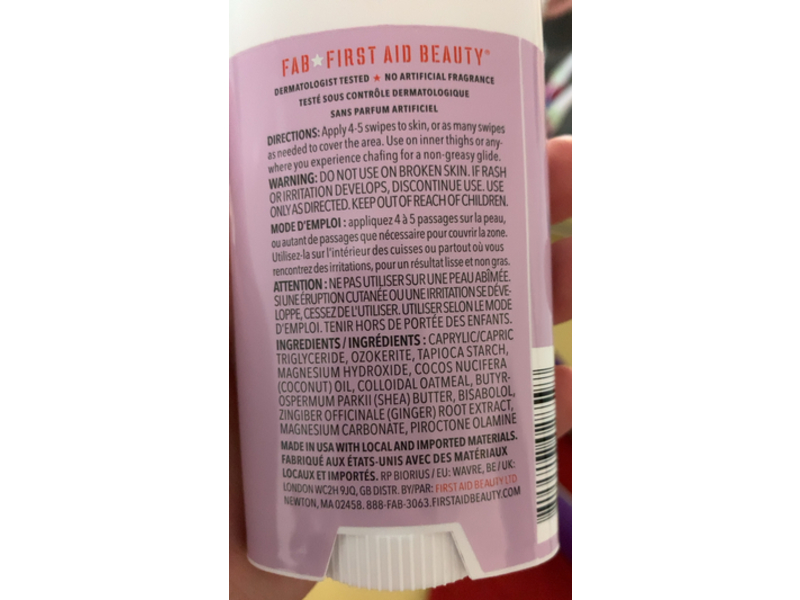 FAB★FIRST AID BEAUTY®
DERMATOLOGIST TESTED ★ NO ARTIFICIAL FRAGRANCE
TESTÉ SOUS CONTRÔLE DERMATOLOGIQUE
SANS PARFUM ARTIFICIEL
DIRECTIONS: Apply 4-5 swipes to skin, or as many swipes
as needed to cover the area. Use on inner thighs or any-
where you experience chafing for a non-greasy glide.
WARNING: DO NOT USE ON BROKEN SKIN. IF RASH
OR IRRITATION DEVELOPS, DISCONTINUE USE. USE
ONLY AS DIRECTED. KEEP OUT OF REACH OF CHILDREN.
MODE D'EMPLOI : appliquez 4 à 5 passages sur la peau,
ou autant de passages que nécessaire pour couvrir la zone.
Utilisez-la sur l'intérieur des cuisses ou partout où vous
rencontrez des irritations, pour un résultat lisse et non gras.
ATTENTION : NE PAS UTILISER SUR UNE PEAU ABÎMÉE.
SI UNE ÉRUPTION CUTANÉE OU UNE IRRITATION SE DÉVE-
LOPPE, CESSEZ DE L'UTILISER. UTILISER SELON LE MODE
D'EMPLOI. TENIR HORS DE PORTÉE DES ENFANTS.
INGREDIENTS / INGRÉDIENTS : CAPRYLIC/CAPRIC
TRIGLYCERIDE, OZOKERITE, TAPIOCA STARCH,
MAGNESIUM HYDROXIDE, COCOS NUCIFERA
(COCONUT) OIL, COLLOIDAL OATMEAL, BUTYR-
OSPERMUM PARKII (SHEA) BUTTER, BISABOLOL,
ZINGIBER OFFICINALE (GINGER) ROOT EXTRACT,
MAGNESIUM CARBONATE, PIROCTONE OLAMINE
MADE IN USA WITH LOCAL AND IMPORTED MATERIALS.
FABRIQUÉ AUX ÉTATS-UNIS AVEC DES MATÉRIAUX
LOCAUX ET IMPORTÉS. RP BIORIUS / EU: WAVRE, BE / UK:
LONDON WC2H 9JQ, GB DISTR. BY/PAR: FIRST AID BEAUTY LTD
NEWTON, MA 02458. 888-FAB-3063.FIRSTAIDBEAUTY.COM